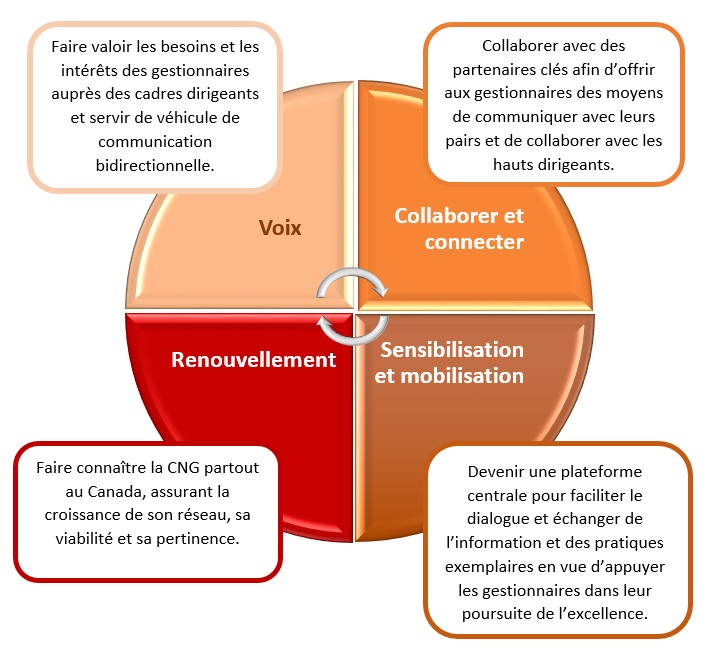 Faire valoir les besoins et les
intérêts des gestionnaires
auprès des cadres dirigeants
et servir de véhicule de
communication
bidirectionnelle.
Collaborer avec des
partenaires clés afin d’offrir
aux gestionnaires des moyens
de communiquer avec leurs
pairs et de collaborer avec les
hauts dirigeants.
Voix
Collaborer et
connecter
Renouvellement
Sensibilisation
et mobilisation
Faire connaître la CNG partout
au Canada, assurant la
croissance de son réseau, sa
viabilité et sa pertinence.
Devenir une plateforme
centrale pour faciliter le
dialogue et échanger de
l’information et des pratiques
exemplaires en vue d’appuyer
les gestionnaires dans leur
poursuite de l’excellence.